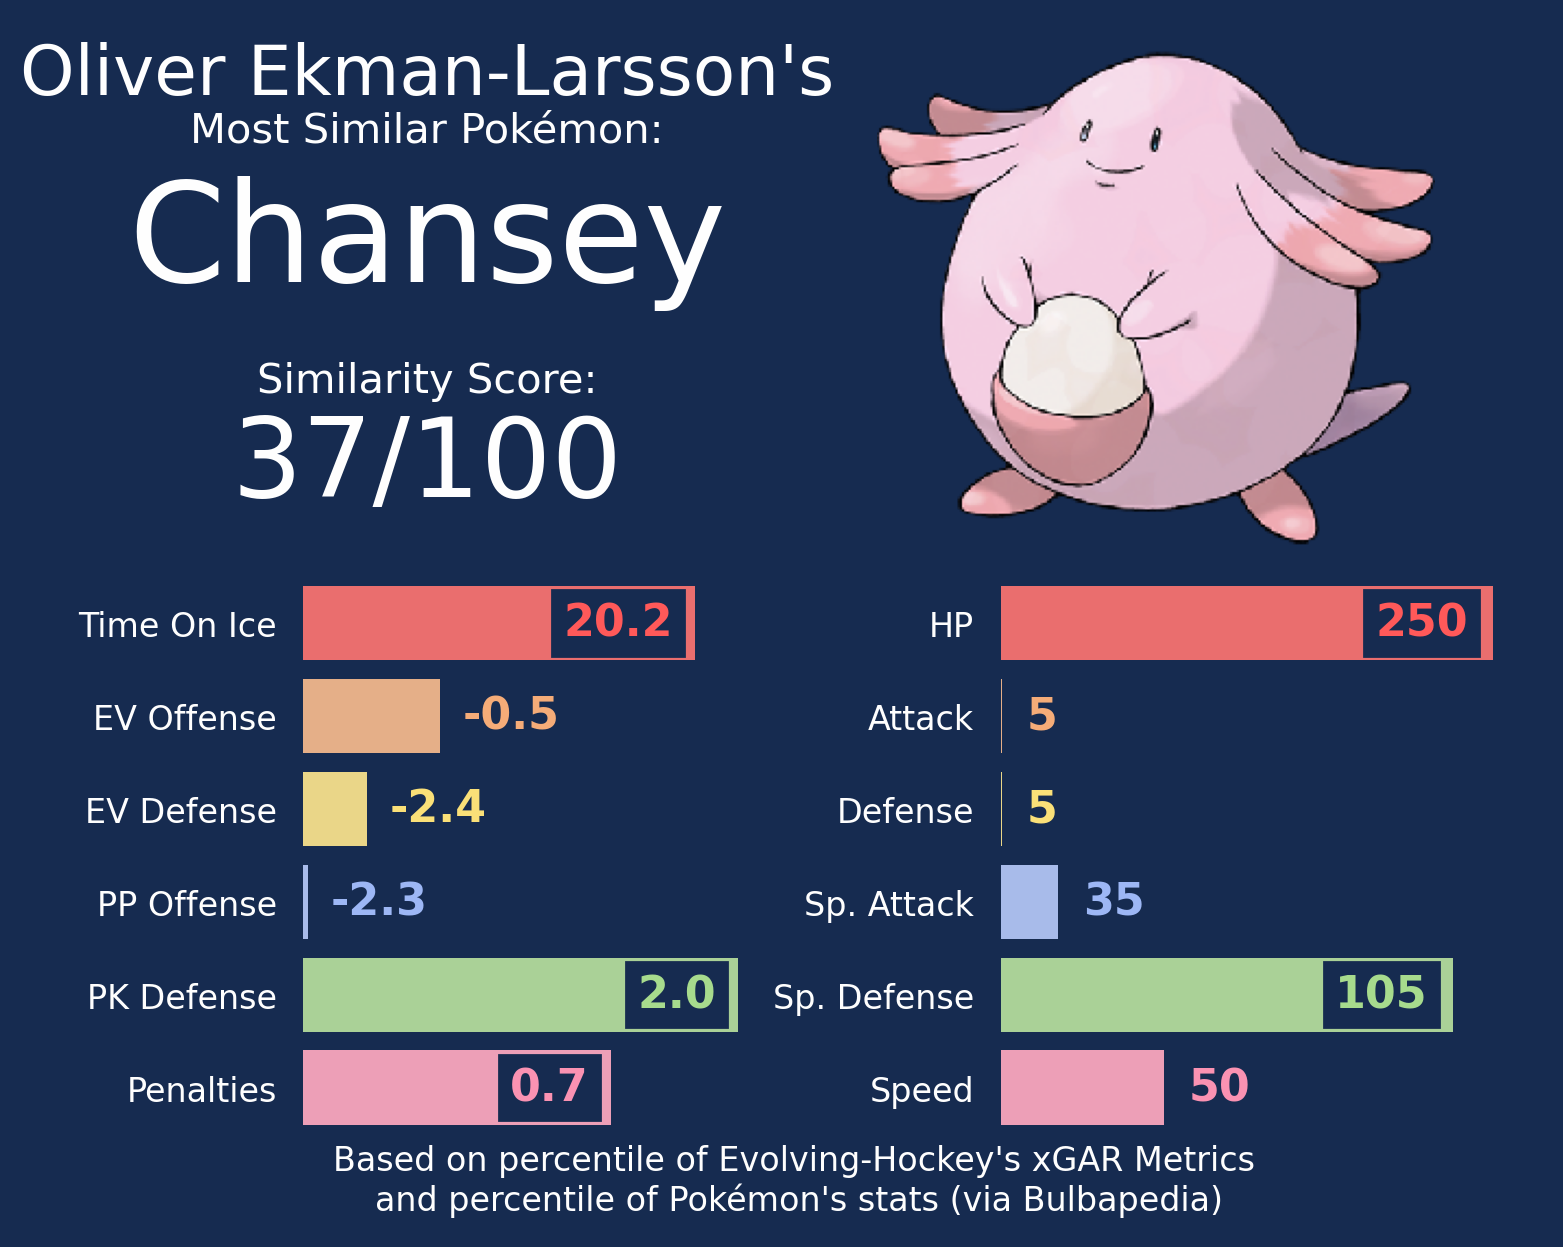 Oliver Ekman-Larsson's
Most Similar Pokémon:
Chansey
Similarity Score:
37/100
Time On Ice 20.2
EV Offense -0.5
EV Defense -2.4
PP Offense -2.3
PK Defense 2.0
Penalties 0.7
HP 250
Attack 5
Defense 5
Sp. Attack 35
Sp. Defense 105
Speed 50
Based on percentile of Evolving-Hockey's xGAR Metrics
and percentile of Pokémon's stats (via Bulbapedia)